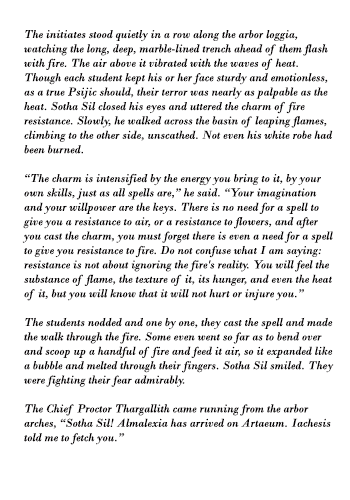 The initiates stood quietly in a row along the arbor loggia,
watching the long, deep, marble-lined trench ahead of them flash
with fire. The air above it vibrated with the waves of heat.
Though each student kept his or her face sturdy and emotionless,
as a true Psijic should, their terror was nearly as palpable as
the heat. Sotha Sil closed his eyes and uttered the charm of fire
resistance. Slowly, he walked across the basin of leaping flames,
climbing to the other side, unscathed. Not even his white robe had
been burned.

“The charm is intensified by the energy you bring to it, by your
own skills, just as all spells are,” he said. “Your imagination
and your willpower are the keys. There is no need for a spell to
give you a resistance to air, or a resistance to flowers, and after
you cast the charm, you must forget there is even a need for a spell
to give you resistance to fire. Do not confuse what I am saying:
resistance is not about ignoring the fire's reality. You will feel the
substance of flame, the texture of it, its hunger, and even the heat
of it, but you will know that it will not hurt or injure you.”

The students nodded and one by one, they cast the spell and made
the walk through the fire. Some even went so far as to bend over
and scoop up a handful of fire and feed it air, so it expanded like
a bubble and melted through their fingers. Sotha Sil smiled. They
were fighting their fear admirably.

The Chief Proctor Thargallith came running from the arbor
arches, “Sotha Sil! Almalexia has arrived on Artaeum. Iachesis
told me to fetch you.”